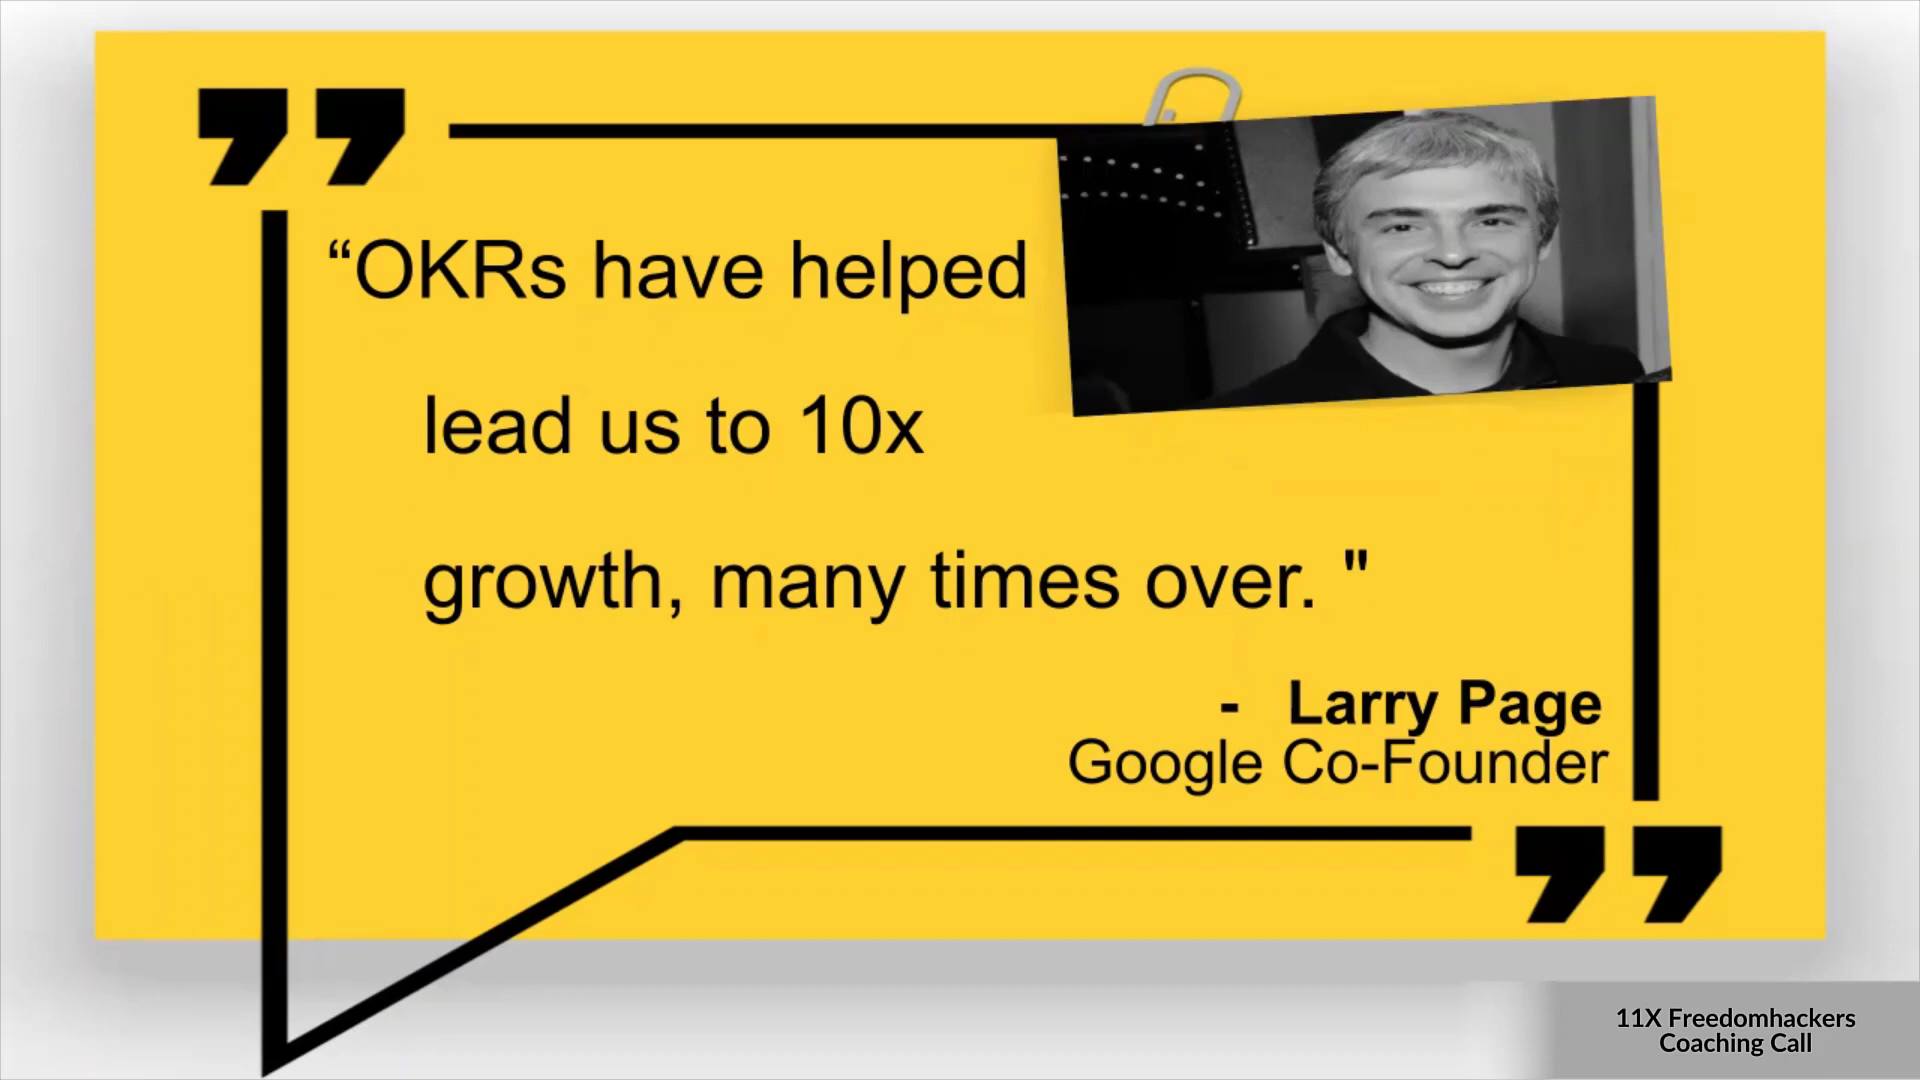 “OKRs have helped
lead us to 10x
growth, many times over. "
- Larry Page
Google Co-Founder
11X Freedomhackers
Coaching Call